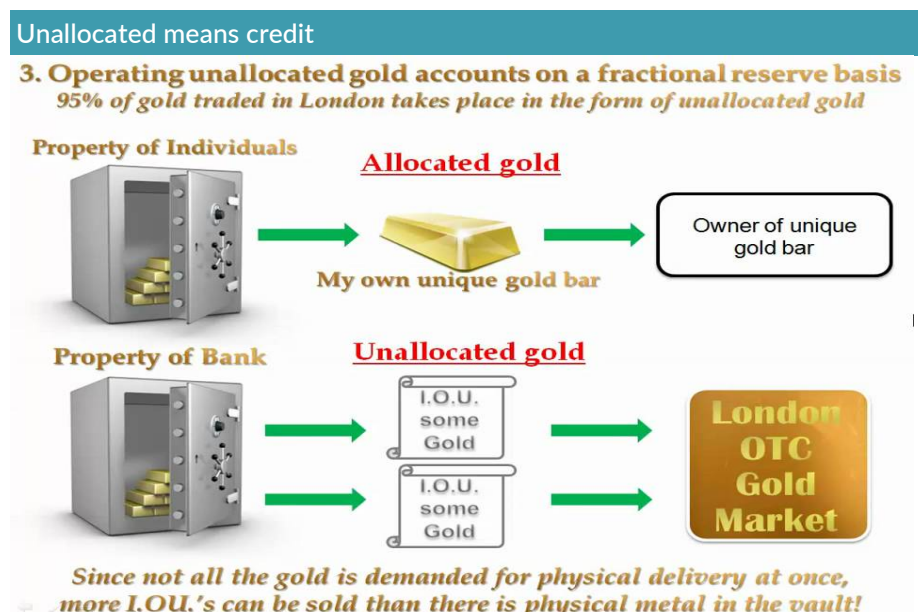 Unallocated means credit
3. Operating unallocated gold accounts on a fractional reserve basis
95% of gold traded in London takes place in the form of unallocated gold
Property of Individuals
Allocated gold
My own unique gold bar
Owner of unique
gold bar
Property of Bank
Unallocated gold
I.O.U.
some
Gold
I.O.U.
some
Gold
London
OTC
Gold
Market
Since not all the gold is demanded for physical delivery at once,
more I.OU.'s can be sold than there is physical metal in the vault!